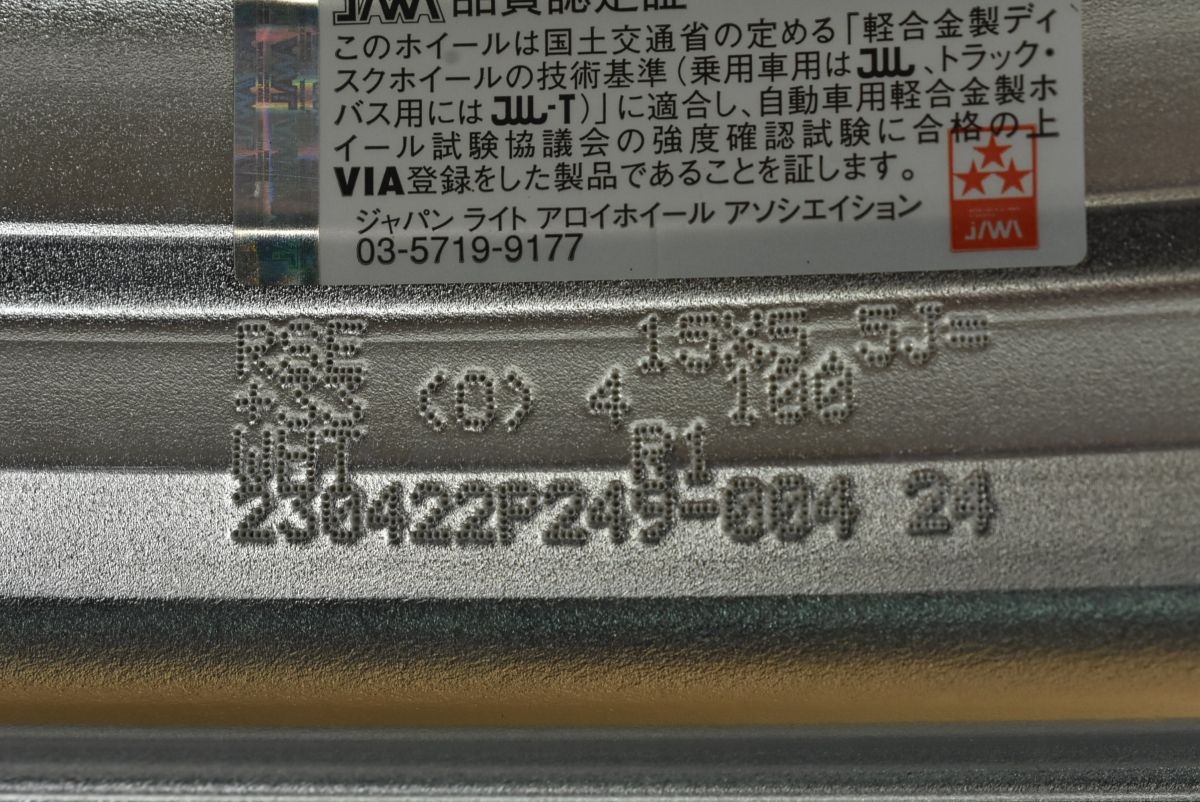 JAWA 品質認定証
このホイールは国土交通省の定める「軽合金製ディ
スクホイールの技術基準（乗用車用はJWL、トラック・
バス用にはJWL-T）」に適合し、自動車用軽合金製ホ
イール試験協議会の強度確認試験に合格の上
VIA登録をした製品であることを証します。
ジャパン ライト アロイホイール アソシエイション
03-5719-9177
JAWA
RSE 15X5.5J=
(O) 4 100
WHT B1
230422P249-004 24